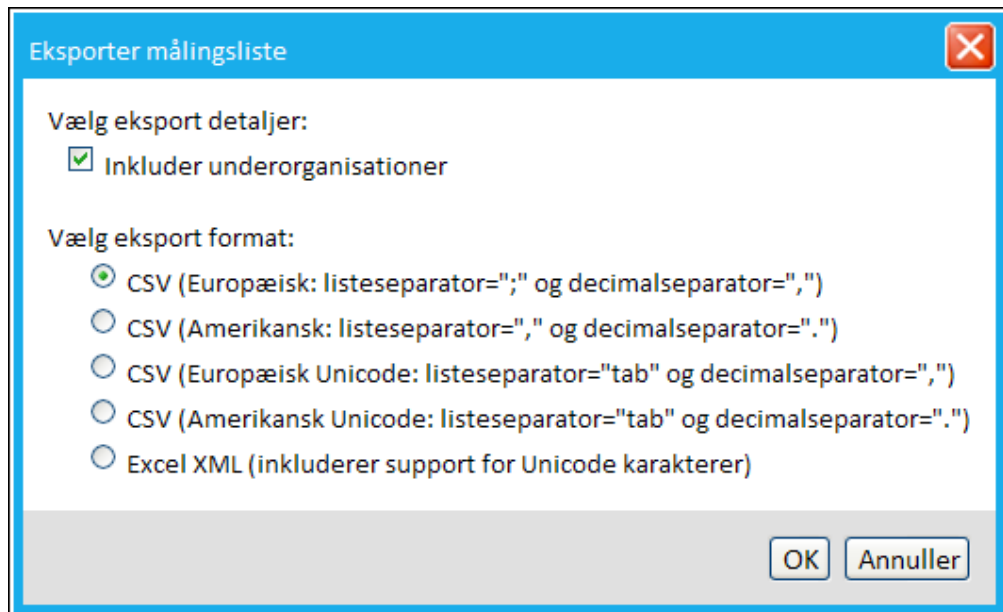 Eksporter målingsliste
Vælg eksport detaljer:
Inkluder underorganisationer
Vælg eksport format:
CSV (Europæisk: listeseparator=";" og decimalseparator=",")
CSV (Amerikansk: listeseparator="," og decimalseparator=".")
CSV (Europæisk Unicode: listeseparator="tab" og decimalseparator=",")
CSV (Amerikansk Unicode: listeseparator="tab" og decimalseparator=".")
Excel XML (inkluderer support for Unicode karakterer)
OK Annuller